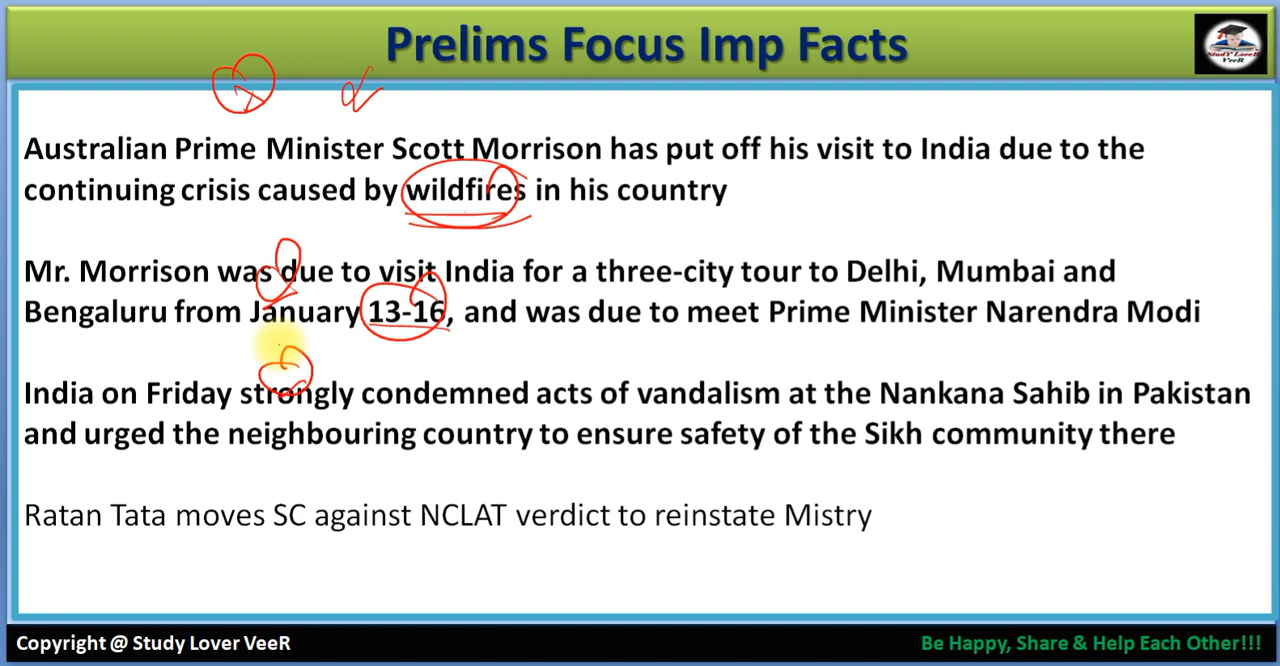 Prelims Focus Imp Facts
StudY LoveR
VeeR
Australian Prime Minister Scott Morrison has put off his visit to India due to the
continuing crisis caused by wildfires in his country
Mr. Morrison was due to visit India for a three-city tour to Delhi, Mumbai and
Bengaluru from January 13-16, and was due to meet Prime Minister Narendra Modi
India on Friday strongly condemned acts of vandalism at the Nankana Sahib in Pakistan
and urged the neighbouring country to ensure safety of the Sikh community there
Ratan Tata moves SC against NCLAT verdict to reinstate Mistry
Copyright @ Study Lover VeeR
Be Happy, Share & Help Each Other!!!